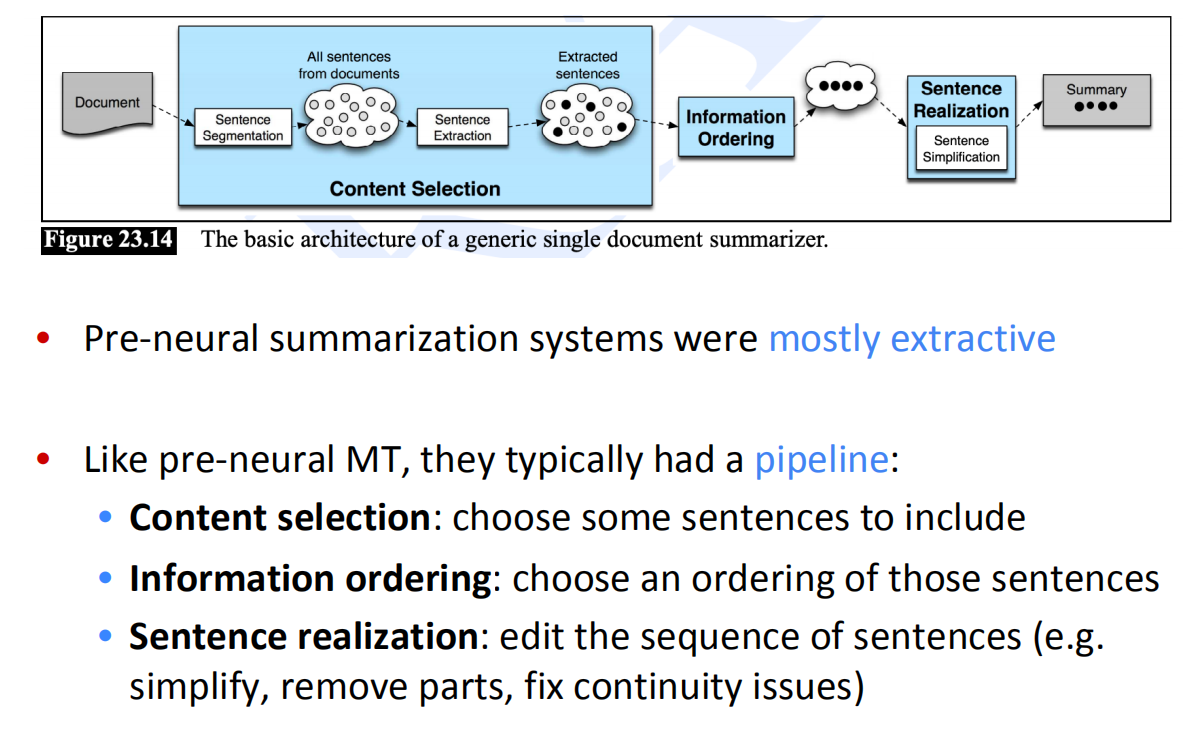 All sentences
from documents
Extracted
sentences
Document
Sentence
Segmentation
Sentence
Extraction
Content Selection
Information
Ordering
Sentence
Realization
Sentence
Simplification
Summary
Figure 23.14 The basic architecture of a generic single document summarizer.
• Pre-neural summarization systems were mostly extractive
• Like pre-neural MT, they typically had a pipeline:
• Content selection: choose some sentences to include
• Information ordering: choose an ordering of those sentences
• Sentence realization: edit the sequence of sentences (e.g.
simplify, remove parts, fix continuity issues)